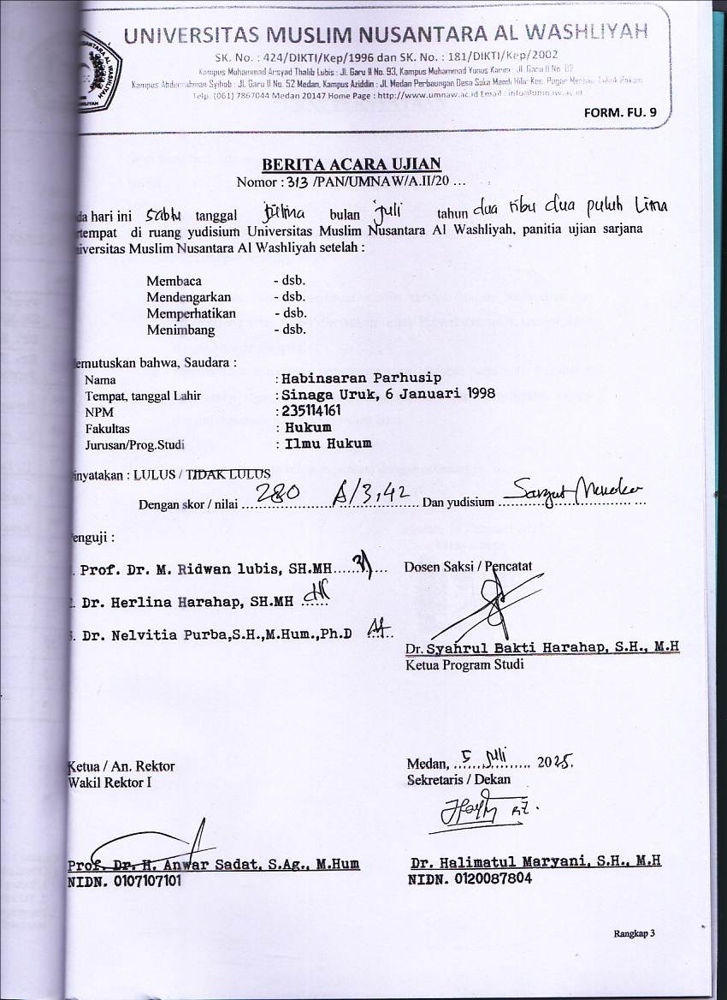 UNIVERSITAS MUSLIM NUSANTARA AL WASHLIYAH
SK. No. : 424/DIKTI/Kep/1996 dan SK. No. : 181/DIKTI/Kep/2002
Kampus Muhammad Arsyad Thalib Lubis : Jl. Garu II No. 93, Kampus Muhammad Yunus Karim : Jl. Garu II No. 02
Kampus Abdurrahman Syihab : Jl. Garu II No. 52 Medan, Kampus Aziddin : Jl. Medan Perbaungan Desa Suka Mandi Hilir Kec. Pagar Merbau Lubuk Pakam
Telp. (061) 7867044 Medan 20147 Home Page : http://www.umnaw.ac.id Email : info@umnaw.ac.id
FORM. FU. 9
BERITA ACARA UJIAN
Nomor : 313 /PAN/UMNAW/A.II/20 ...
da hari ini Sabtu tanggal lima bulan Juli tahun dua ribu dua puluh Lima
tempat di ruang yudisium Universitas Muslim Nusantara Al Washliyah, panitia ujian sarjana
iversitas Muslim Nusantara Al Washliyah setelah :
Membaca - dsb.
Mendengarkan - dsb.
Memperhatikan - dsb.
Menimbang - dsb.
emutuskan bahwa, Saudara :
Nama : Habinsaran Parhusip
Tempat, tanggal Lahir : Sinaga Uruk, 6 Januari 1998
NPM : 235114161
Fakultas : Hukum
Jurusan/Prog.Studi : Ilmu Hukum
inyatakan : LULUS / TIDAK LULUS
Dengan skor / nilai 280 A/3,42 Dan yudisium Sangat Memuaskan
enguji :
. Prof. Dr. M. Ridwan lubis, SH.MH......... Dosen Saksi / Pencatat
2. Dr. Herlina Harahap, SH.MH ......
3. Dr. Nelvitia Purba,S.H.,M.Hum.,Ph.D ......
Dr. Syahrul Bakti Harahap, S.H., M.H
Ketua Program Studi
Ketua / An. Rektor
Wakil Rektor I
Medan, 5 Juli 2025.
Sekretaris / Dekan
Prof. Dr. H. Anwar Sadat, S.Ag., M.Hum
NIDN. 0107107101
Dr. Halimatul Maryani, S.H., M.H
NIDN. 0120087804
Rangkap 3